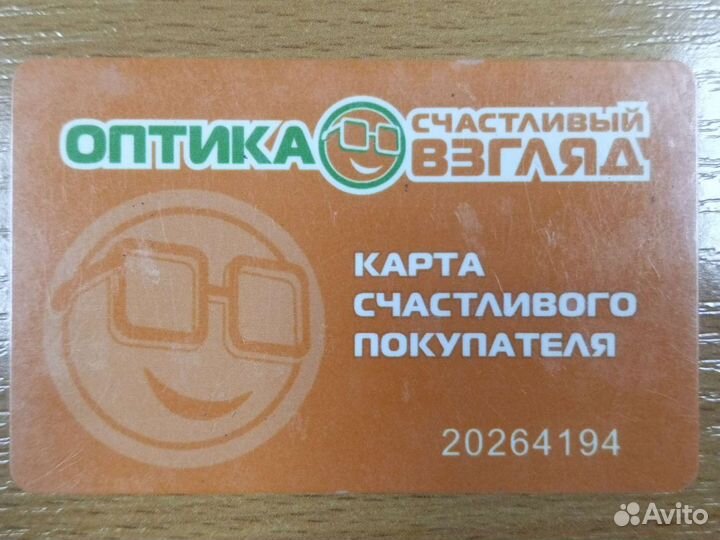 ОПТИКА
СЧАСТЛИВЫЙ
ВЗГЛЯД
КАРТА
СЧАСТЛИВОГО
ПОКУПАТЕЛЯ
20264194
Avito